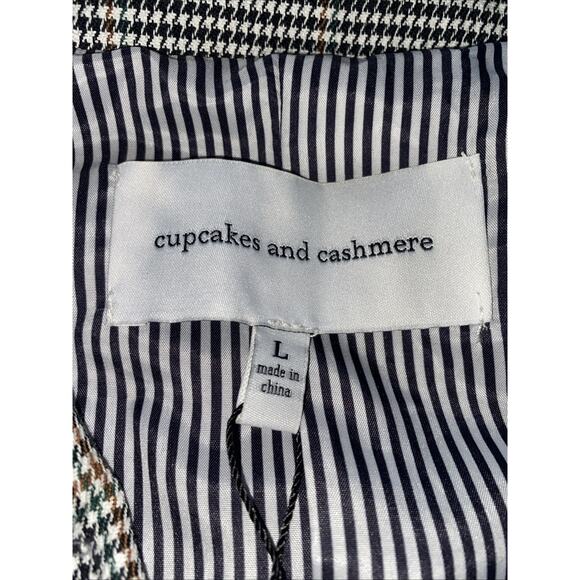 cupcakes and cashmere
L
made in
china